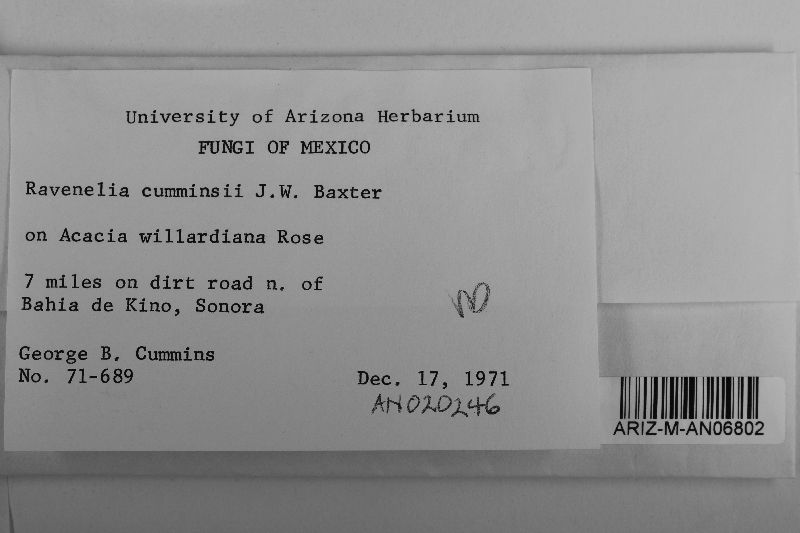 University of Arizona Herbarium
FUNGI OF MEXICO
Ravenelia cumminsii J.W. Baxter
on Acacia willardiana Rose
7 miles on dirt road n. of
Bahia de Kino, Sonora
George B. Cummins
No. 71-689
Dec. 17, 1971
AN020246
ARIZ-M-AN06802